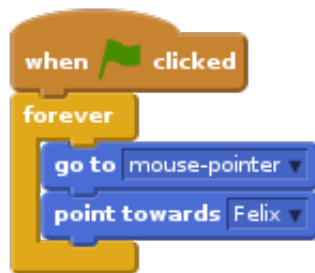 when clicked
forever
go to mouse-pointer
point towards Felix